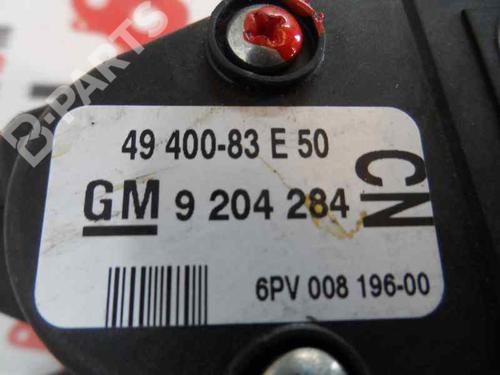 B-PARTS
49 400-83 E 50
GM 9 204 284
CN
6PV 008 196-00